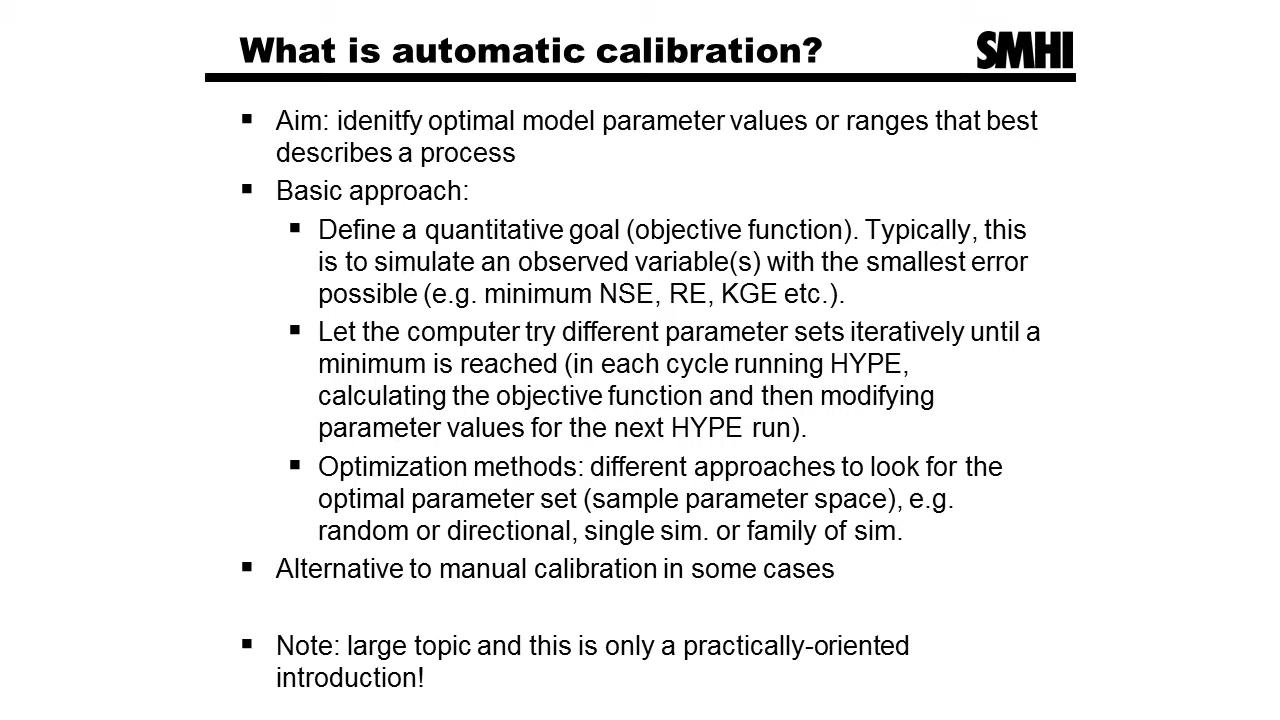 What is automatic calibration?
SMHI
▪ Aim: idenitfy optimal model parameter values or ranges that best
describes a process
▪ Basic approach:
▪ Define a quantitative goal (objective function). Typically, this
is to simulate an observed variable(s) with the smallest error
possible (e.g. minimum NSE, RE, KGE etc.).
▪ Let the computer try different parameter sets iteratively until a
minimum is reached (in each cycle running HYPE,
calculating the objective function and then modifying
parameter values for the next HYPE run).
▪ Optimization methods: different approaches to look for the
optimal parameter set (sample parameter space), e.g.
random or directional, single sim. or family of sim.
▪ Alternative to manual calibration in some cases
▪ Note: large topic and this is only a practically-oriented
introduction!